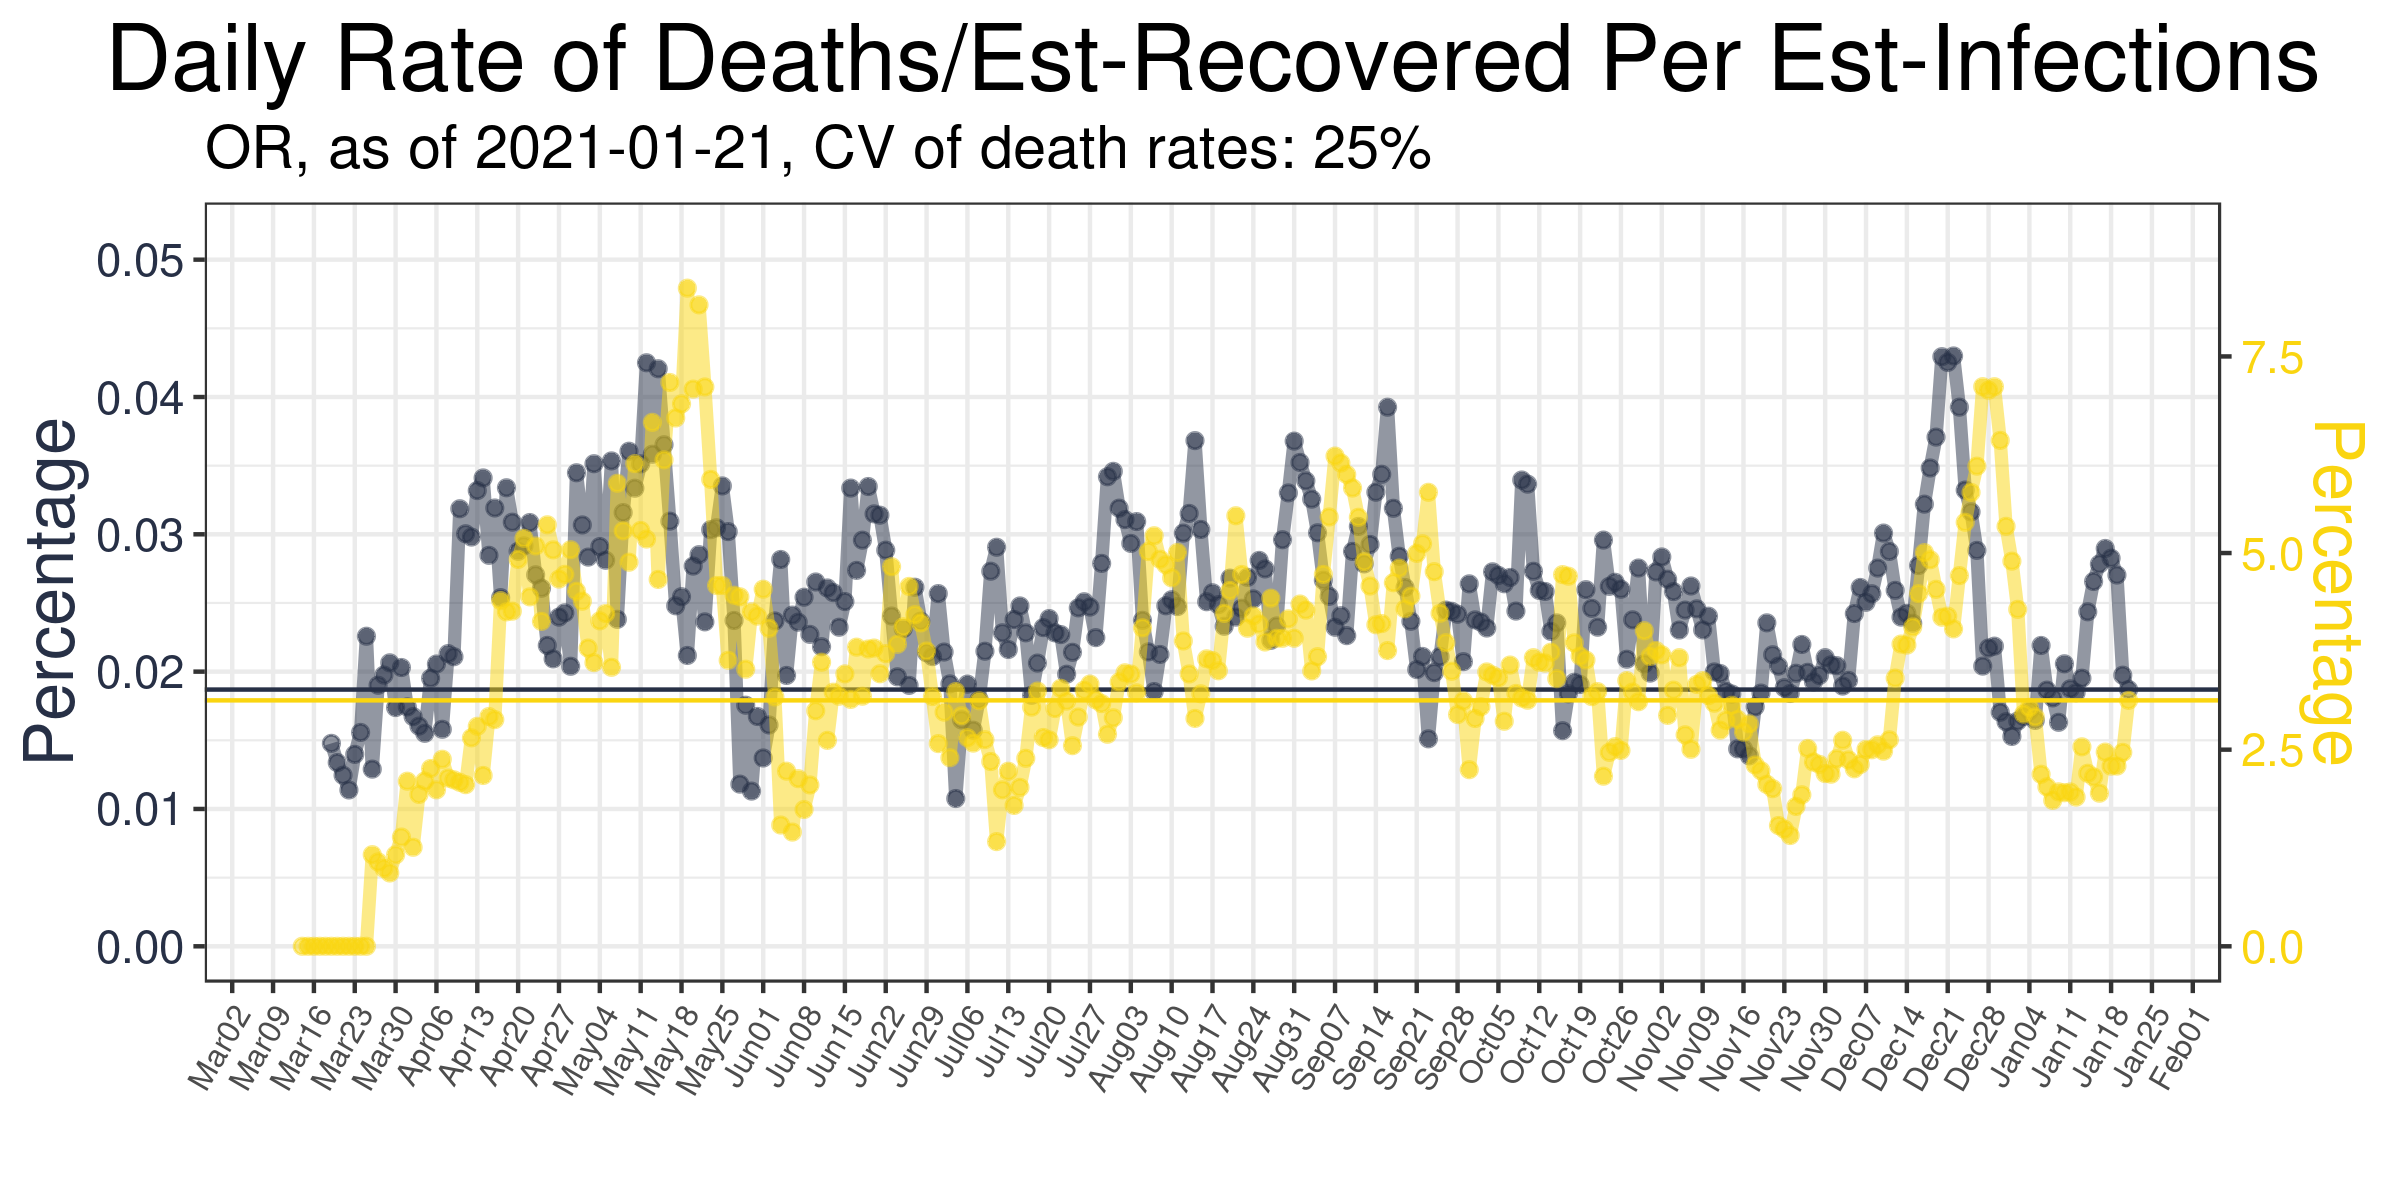 Daily Rate of Deaths/Est-Recovered Per Est-Infections
OR, as of 2021-01-21, CV of death rates: 25%
Percentage
0.05
0.04
0.03
0.02
0.01
0.00
7.5
5.0
2.5
0.0
Percentage
Mar02
Mar09
Mar16
Mar23
Mar30
Apr06
Apr13
Apr20
Apr27
May04
May11
May18
May25
Jun01
Jun08
Jun15
Jun22
Jun29
Jul06
Jul13
Jul20
Jul27
Aug03
Aug10
Aug17
Aug24
Aug31
Sep07
Sep14
Sep21
Sep28
Oct05
Oct12
Oct19
Oct26
Nov02
Nov09
Nov16
Nov23
Nov30
Dec07
Dec14
Dec21
Dec28
Jan04
Jan11
Jan18
Jan25
Feb01